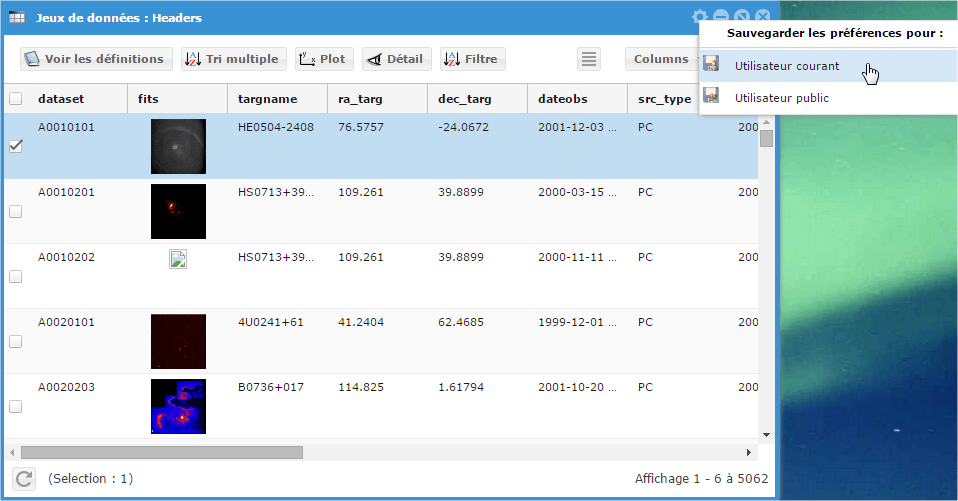 Jeux de données : Headers
Sauvegarder les préférences pour :
Voir les définitions Tri multiple Plot Détail Filtre Columns
Utilisateur courant
Utilisateur public
dataset fits targname ra_targ dec_targ dateobs src_type
A0010101 HE0504-2408 76.5757 -24.0672 2001-12-03 ... PC 200
A0010201 HS0713+39... 109.261 39.8899 2000-03-15 ... PC 200
A0010202 HS0713+39... 109.261 39.8899 2000-11-11 ... PC 200
A0020101 4U0241+61 41.2404 62.4685 1999-12-01 ... PC 200
A0020203 B0736+017 114.825 1.61794 2001-10-20 ... PC 200
(Selection : 1) Affichage 1 - 6 à 5062